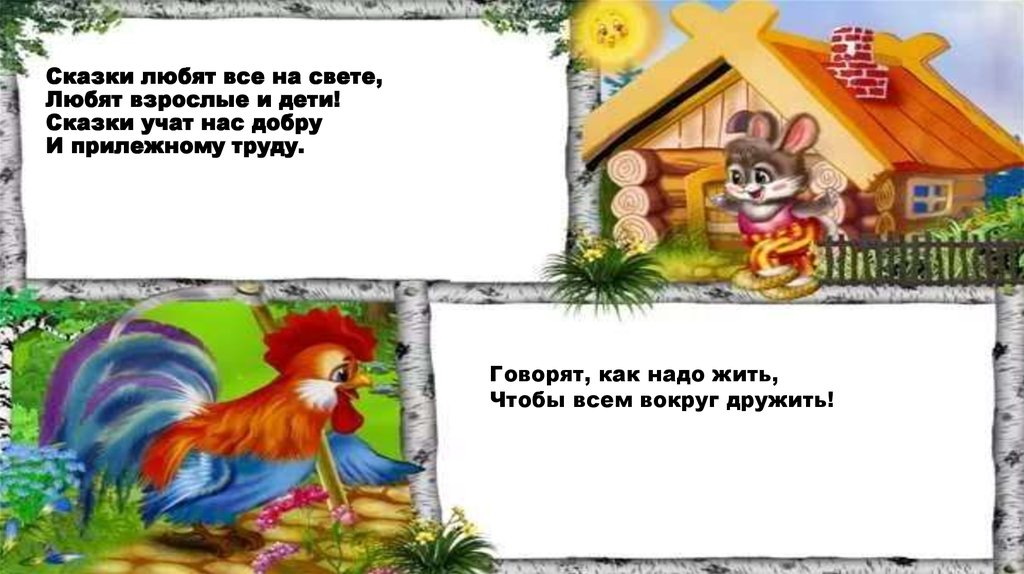 Сказки любят все на свете,
Любят взрослые и дети!
Сказки учат нас добру
И прилежному труду.
Говорят, как надо жить,
Чтобы всем вокруг дружить!